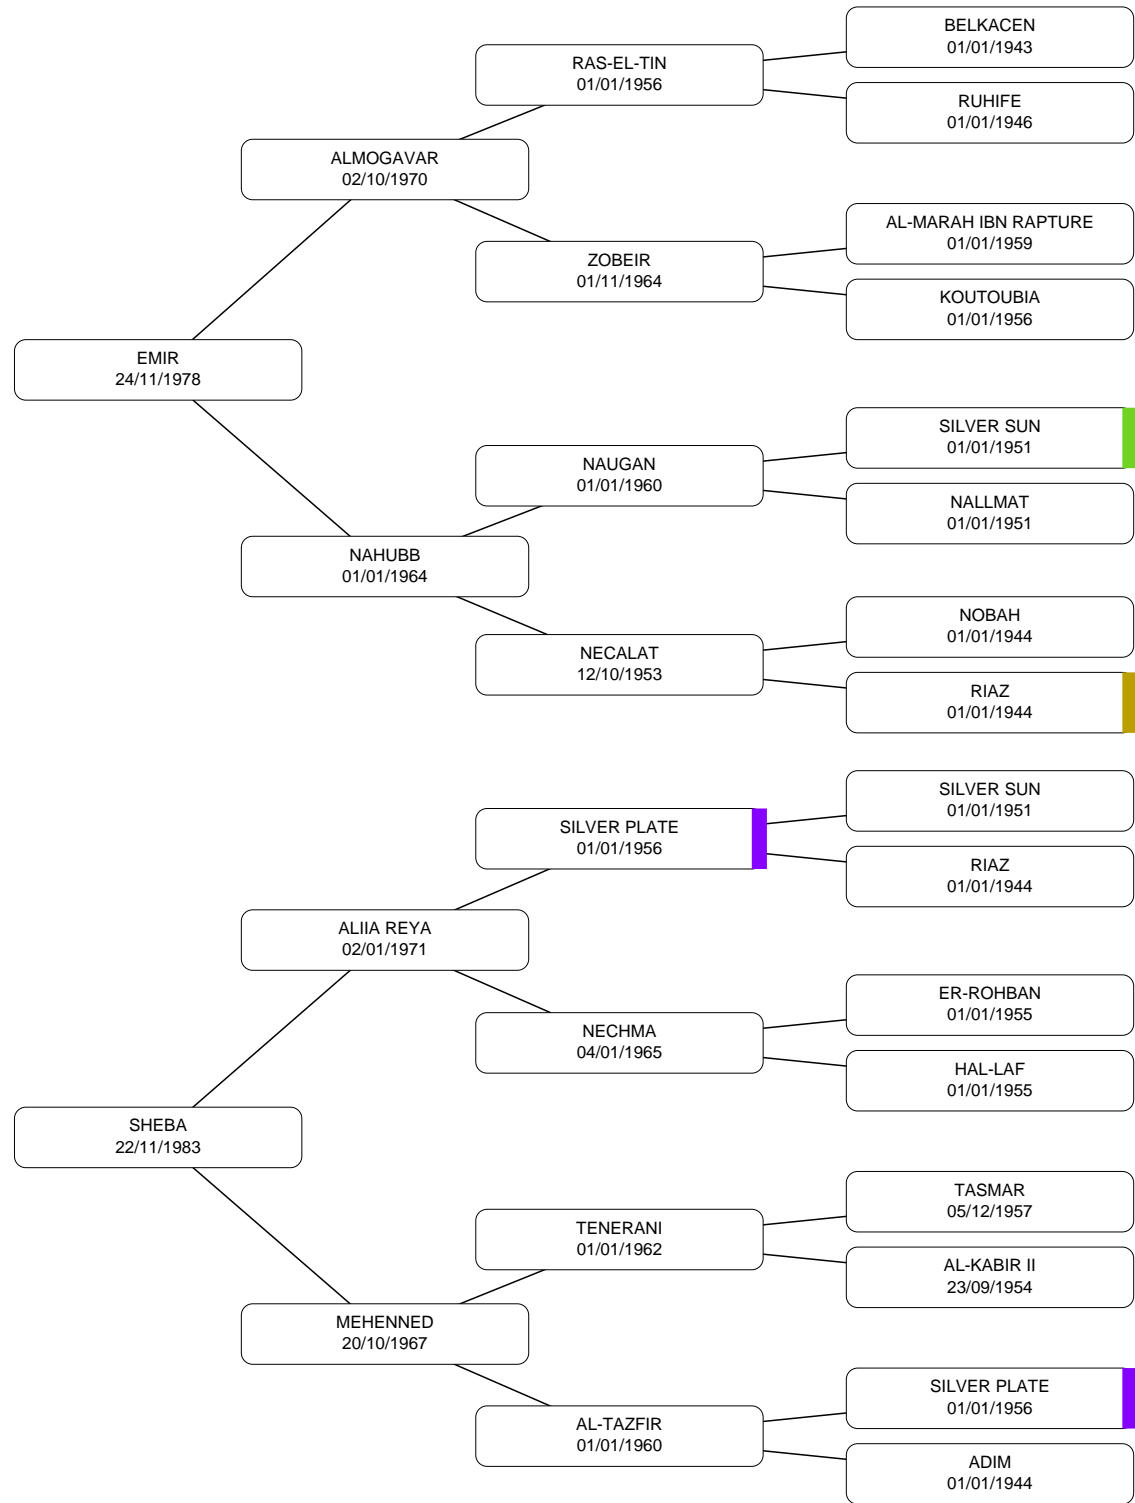 BELKACEN
01/01/1943
RAS-EL-TIN
01/01/1956
RUHIFE
01/01/1946
ALMOGAVAR
02/10/1970
AL-MARAH IBN RAPTURE
01/01/1959
ZOBEIR
01/11/1964
KOUTOUBIA
01/01/1956
EMIR
24/11/1978
SILVER SUN
01/01/1951
NAUGAN
01/01/1960
NALLMAT
01/01/1951
NAHUBB
01/01/1964
NOBAH
01/01/1944
NECALAT
12/10/1953
RIAZ
01/01/1944
SILVER SUN
01/01/1951
SILVER PLATE
01/01/1956
RIAZ
01/01/1944
ALIIA REYA
02/01/1971
ER-ROHBAN
01/01/1955
NECHMA
04/01/1965
HAL-LAF
01/01/1955
SHEBA
22/11/1983
TASMAR
05/12/1957
TENERANI
01/01/1962
AL-KABIR II
23/09/1954
MEHENNED
20/10/1967
SILVER PLATE
01/01/1956
AL-TAZFIR
01/01/1960
ADIM
01/01/1944